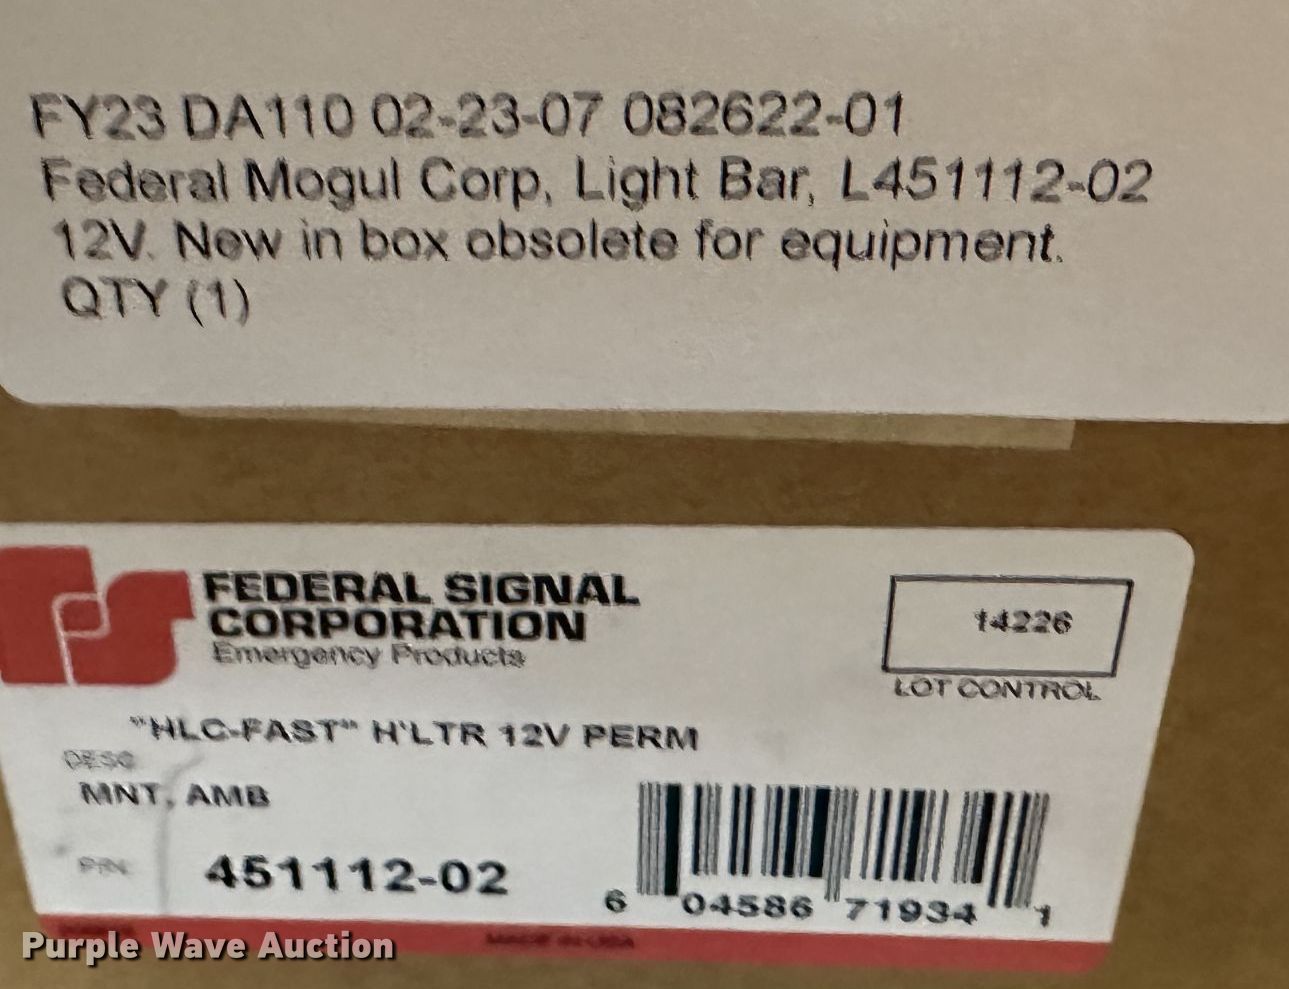 FY23 DA110 02-23-07 082622-01
Federal Mogul Corp, Light Bar, L451112-02
12V. New in box obsolete for equipment.
QTY (1)
FEDERAL SIGNAL
CORPORATION
Emergency Products
14226
LOT CONTROL
"HLC-FAST" H'LTR 12V PERM
DESC
MNT, AMB
P/N
451112-02
6 04586 71934 1
MADE IN USA
Purple Wave Auction